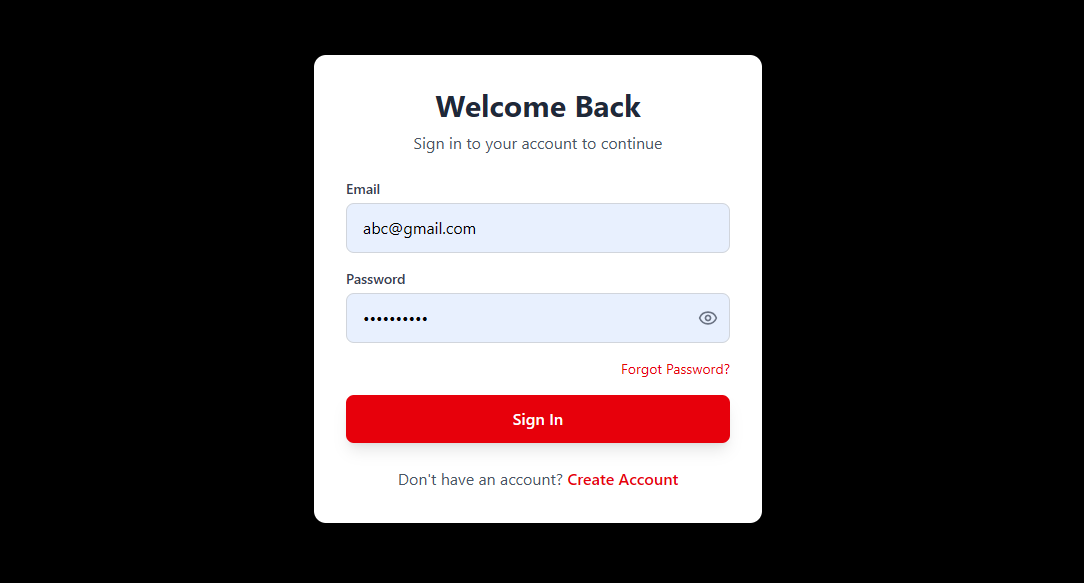 Welcome Back
Sign in to your account to continue
Email
abc@gmail.com
Password
••••••••••
Forgot Password?
Sign In
Don't have an account? Create Account